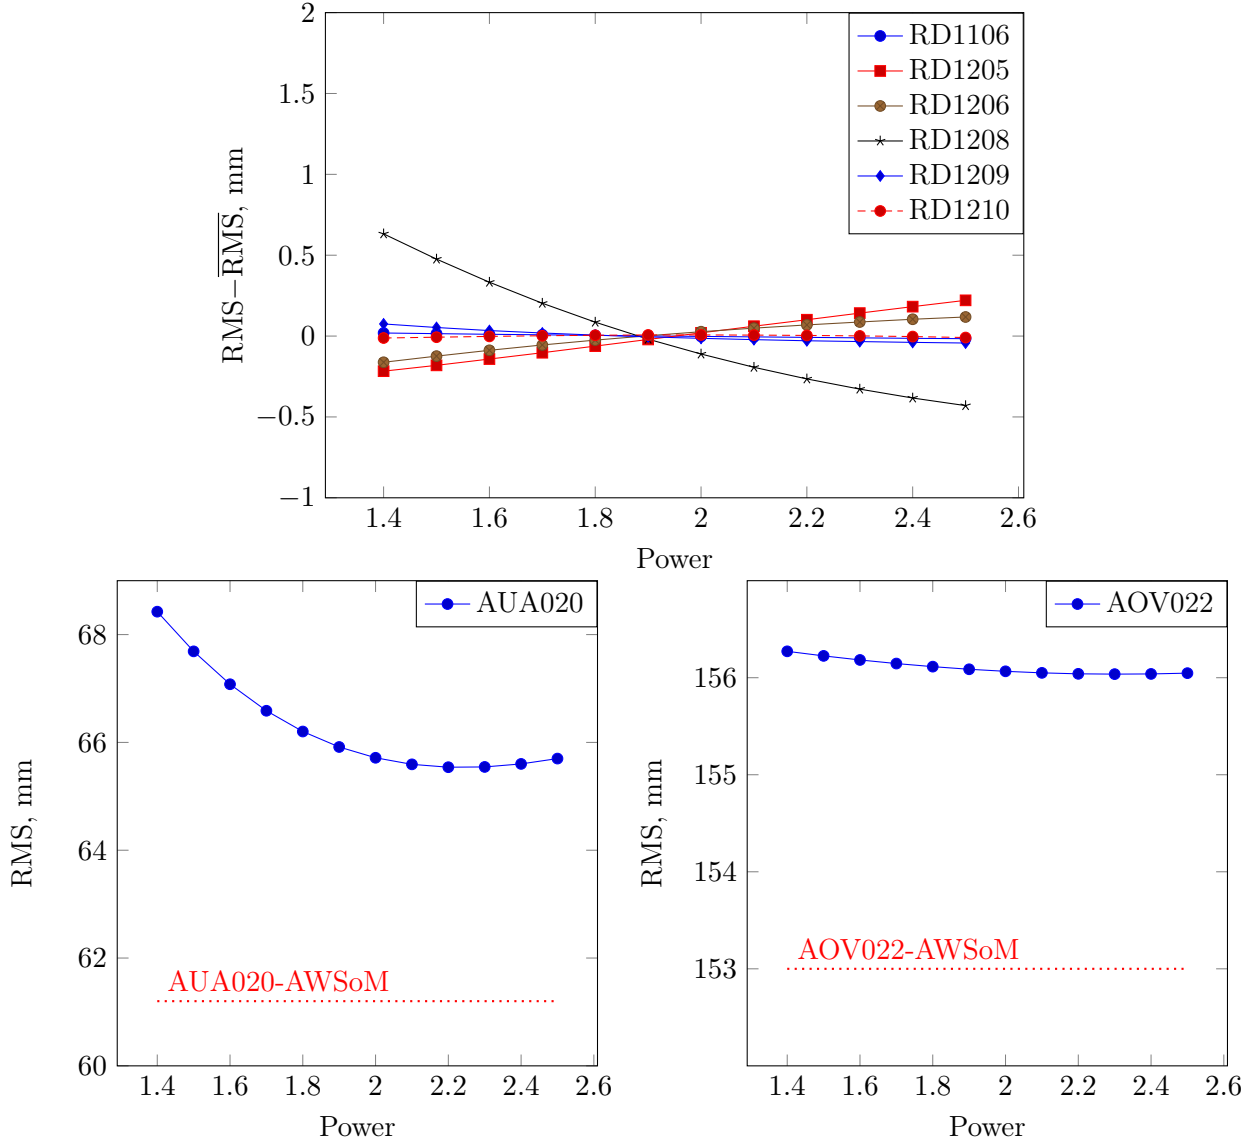 2
1.5
1
0.5
0
−0.5
−1
RMS−RMS, mm
RD1106
RD1205
RD1206
RD1208
RD1209
RD1210
1.4 1.6 1.8 2 2.2 2.4 2.6
Power
AUA020
68
66
64
62
60
RMS, mm
AUA020-AWSoM
1.4 1.6 1.8 2 2.2 2.4 2.6
Power
AOV022
156
155
154
153
RMS, mm
AOV022-AWSoM
1.4 1.6 1.8 2 2.2 2.4 2.6
Power